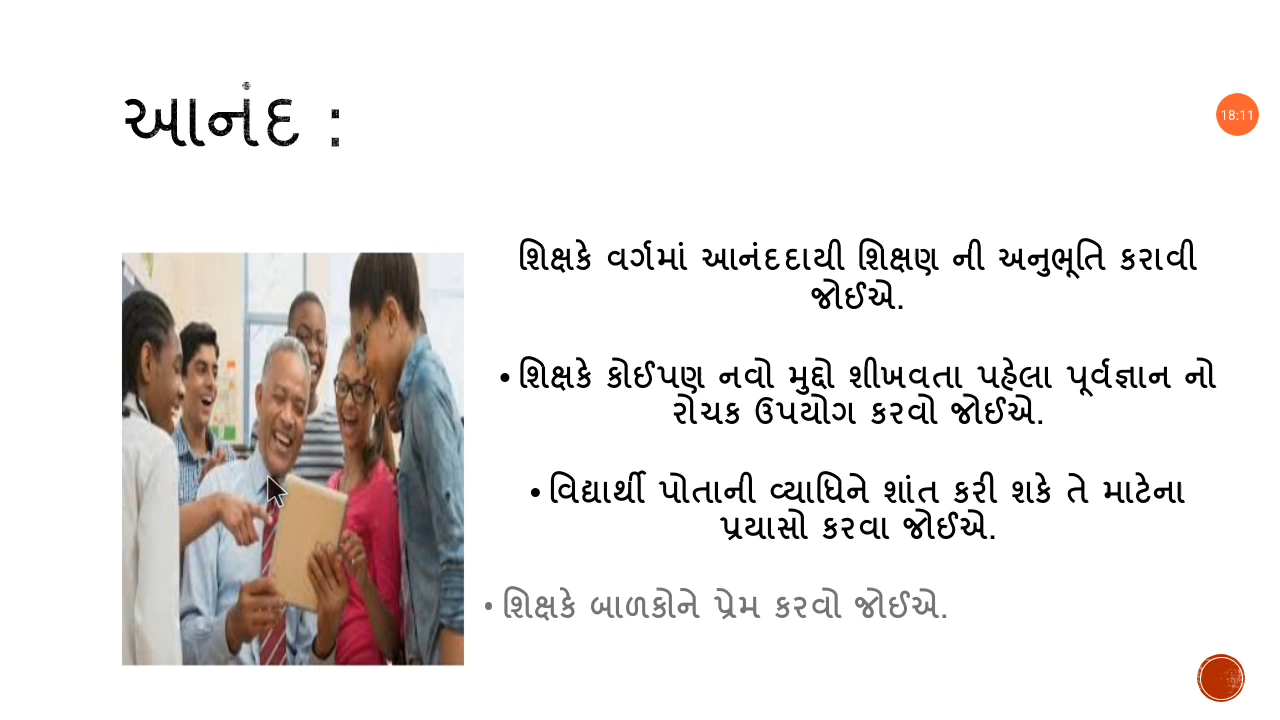 આનંદ :
18:11
શિક્ષકે વર્ગમાં આનંદદાયી શિક્ષણ ની અનુભૂતિ કરાવી
જોઈએ.
• શિક્ષકે કોઈપણ નવો મુદ્દો શીખવતા પહેલા પૂર્વજ્ઞાન નો
રોચક ઉપયોગ કરવો જોઈએ.
• વિદ્યાર્થી પોતાની વ્યાધિને શાંત કરી શકે તે માટેના
પ્રયાસો કરવા જોઈએ.
• શિક્ષકે બાળકોને પ્રેમ કરવો જોઈએ.